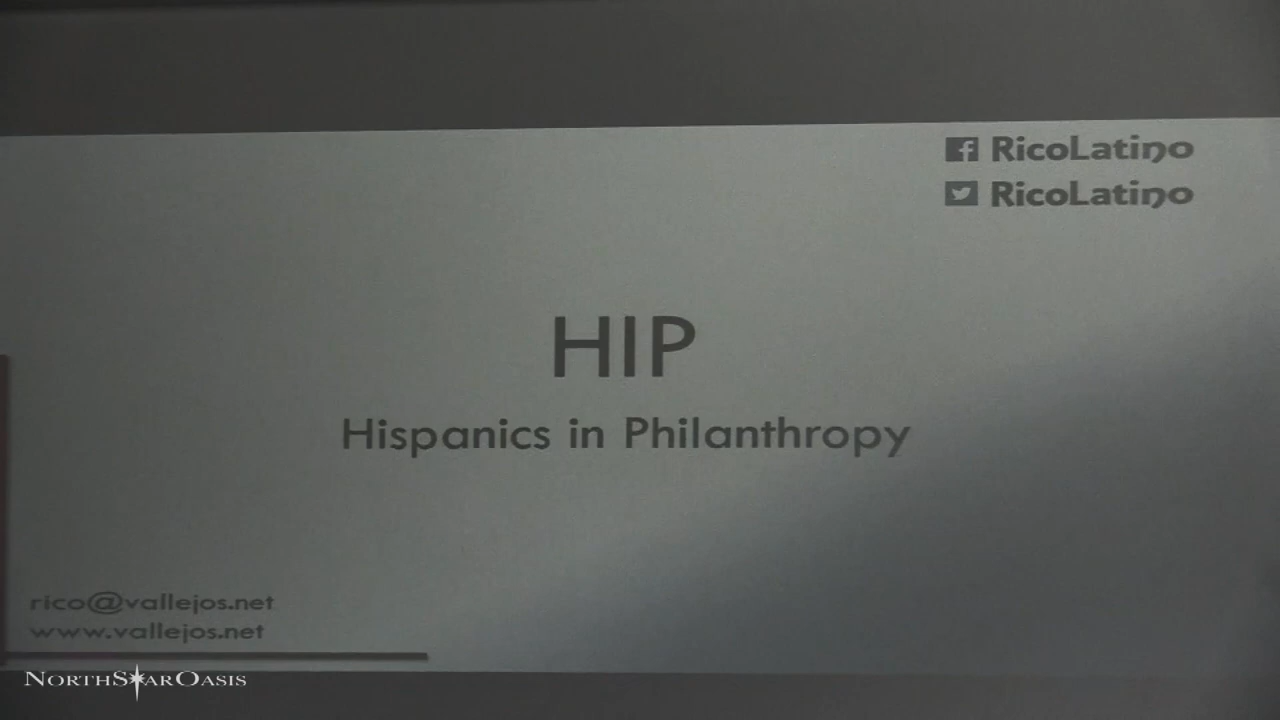 RicoLatino
RicoLatino
HIP
Hispanics in Philanthropy
rico@vallejos.net
www.vallejos.net
NORTHSTAROASIS